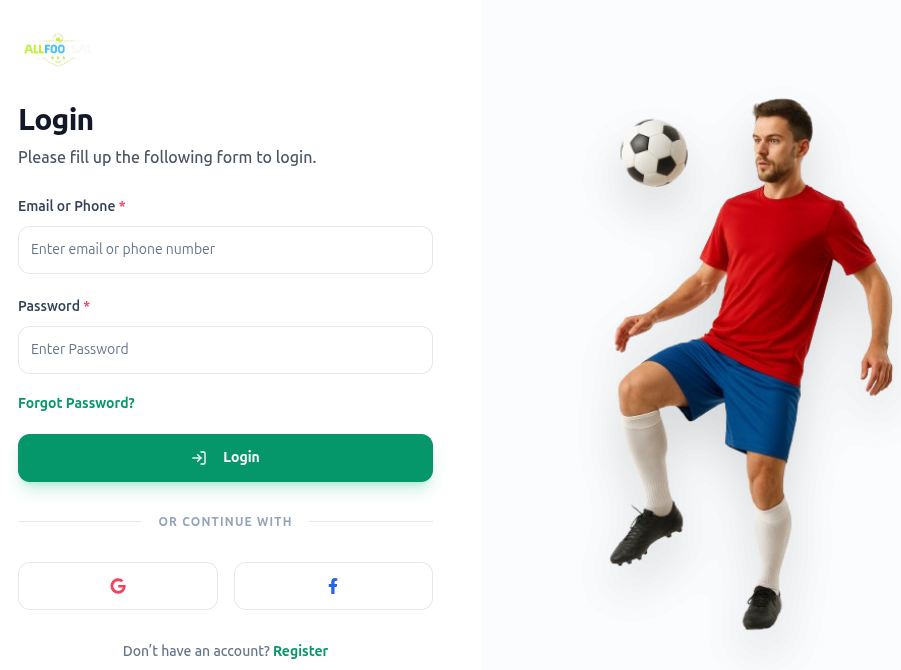 ALLFOO
Login
Please fill up the following form to login.
Email or Phone *
Enter email or phone number
Password *
Enter Password
Forgot Password?
Login
OR CONTINUE WITH
Don’t have an account? Register